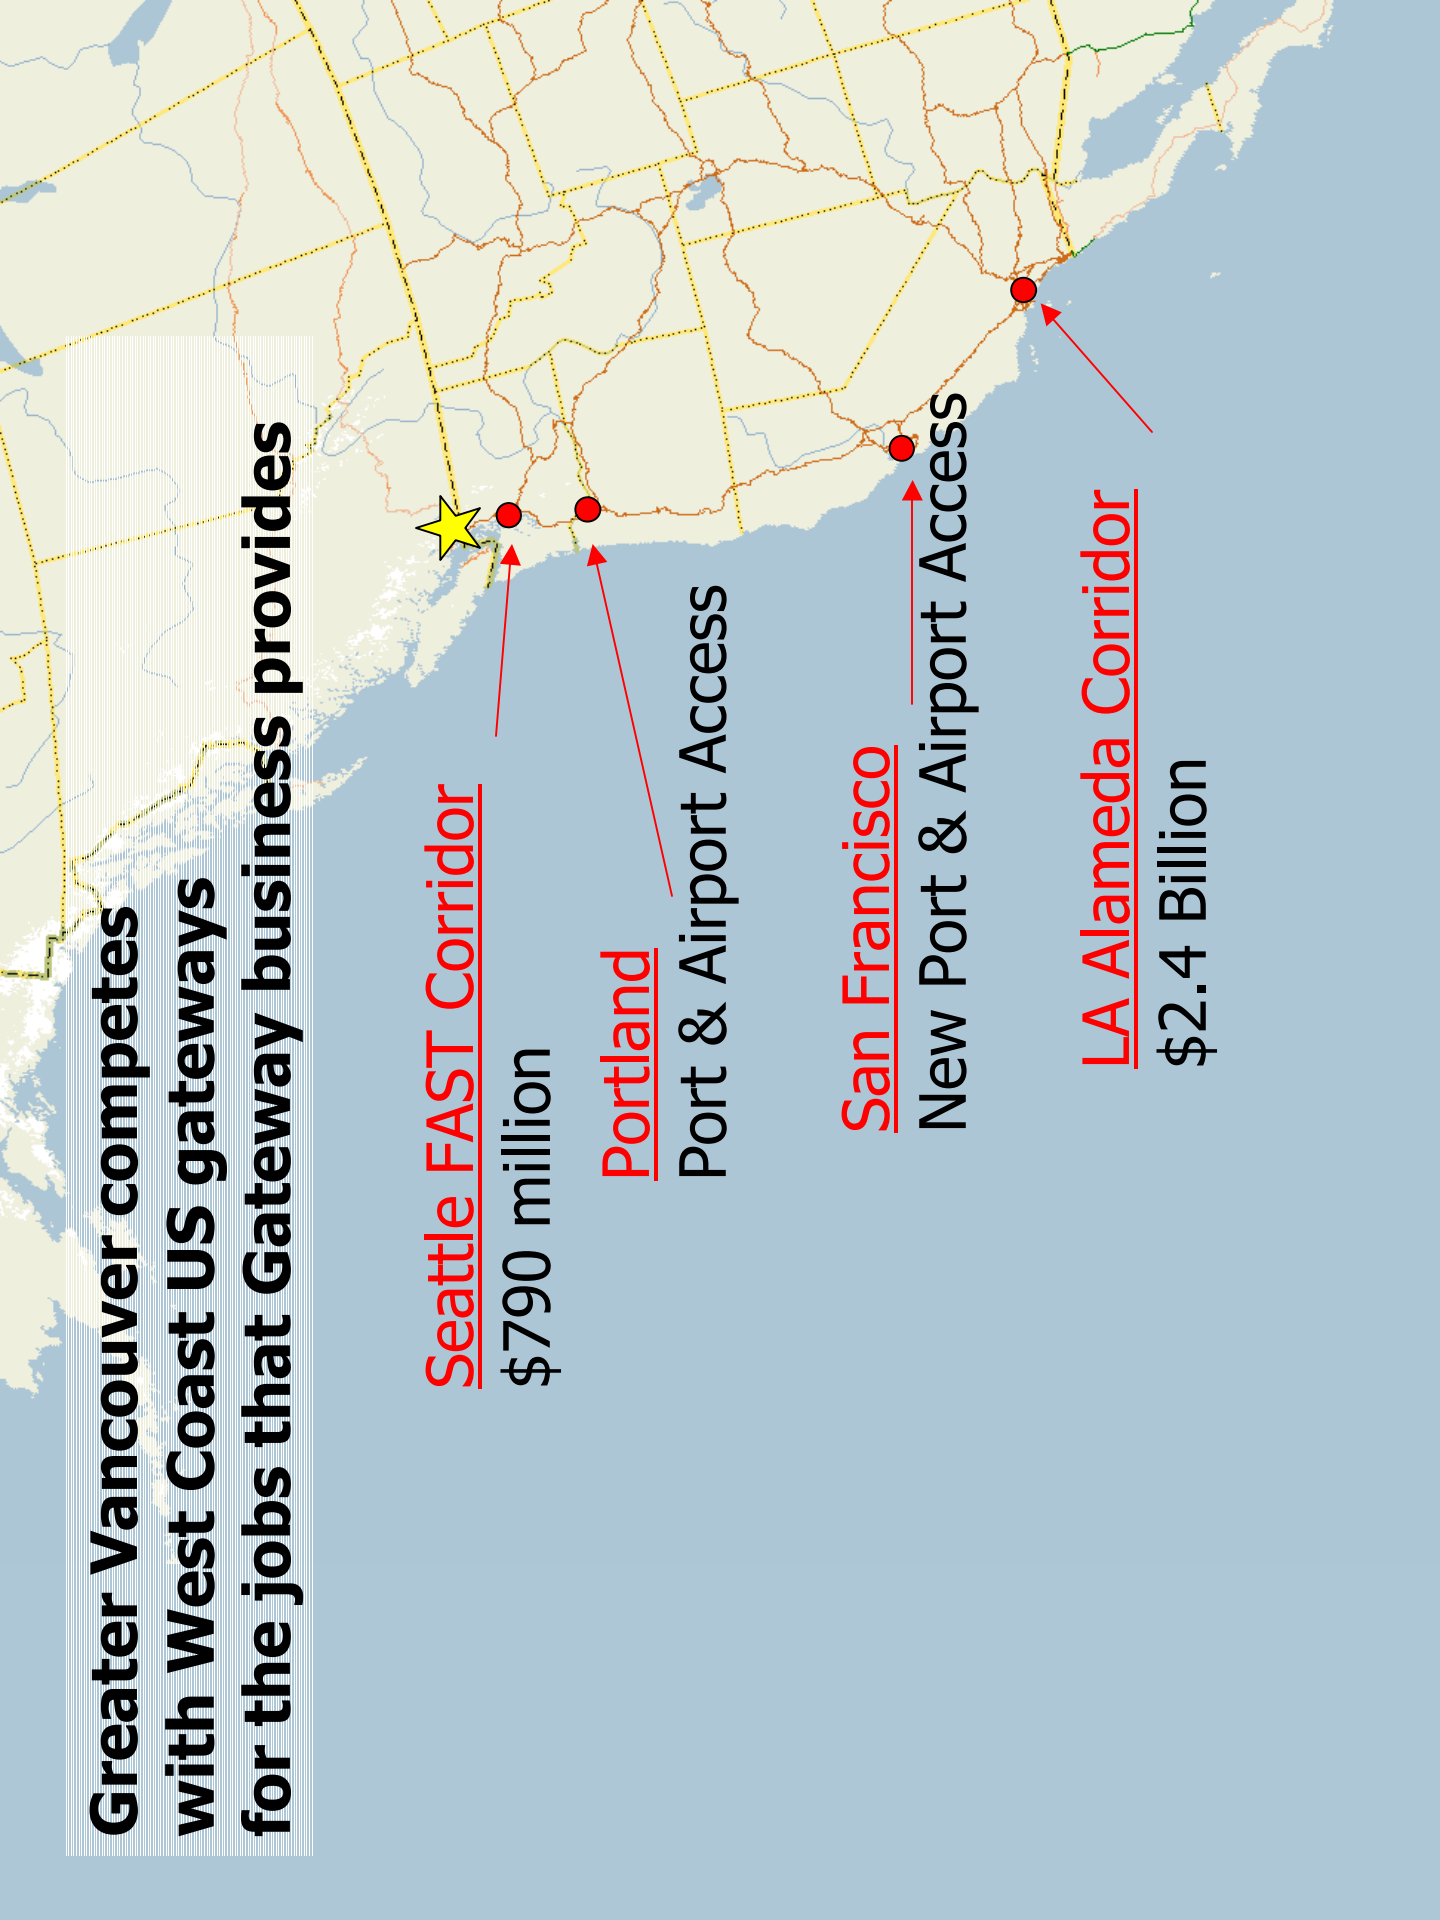 Greater Vancouver competes
with West Coast US gateways
for the jobs that Gateway business provides
Seattle FAST Corridor
$790 million
Portland
Port & Airport Access
San Francisco
New Port & Airport Access
LA Alameda Corridor
$2.4 Billion